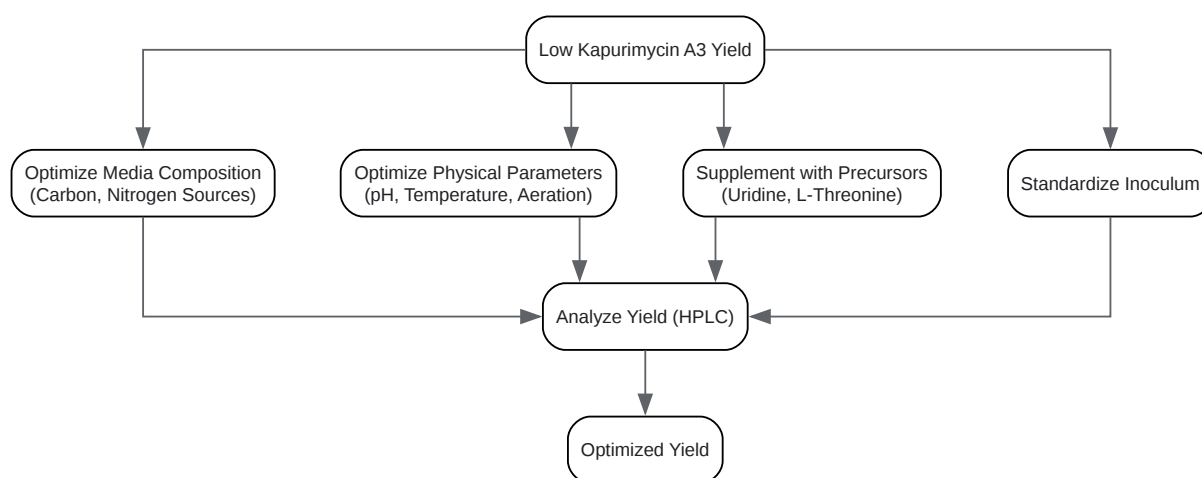 Low Kapurimycin A3 Yield
Optimize Media Composition
(Carbon, Nitrogen Sources)
Optimize Physical Parameters
(pH, Temperature, Aeration)
Supplement with Precursors
(Uridine, L-Threonine)
Standardize Inoculum
Analyze Yield (HPLC)
Optimized Yield